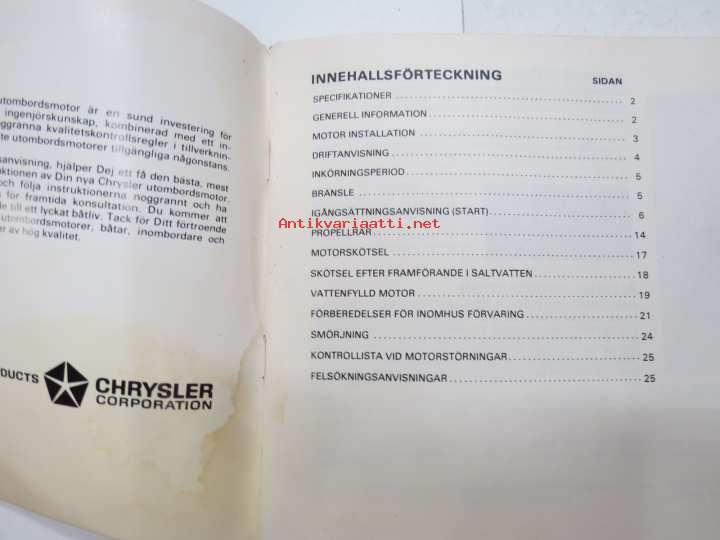 utombordsmotor är en sund investering för
ingenjörskunskap, kombinerad med ett in-
ggranna kvalitetskontrollsregler i tillverknin-
te utombordsmotorer tillgängliga någonstans.
sanvisning, hjälper Dej ett få den bästa, mest
nktionen av Din nya Chrysler utombordsmotor.
och följa instruktionerna noggrannt och ha
s för framtida konsultation. Du kommer att
de till ett lyckat båtliv. Tack för Ditt förtroende
utombordsmotorer, båtar, inombordare och
er av hög kvalitet.
DUCTS
CHRYSLER
CORPORATION
INNEHALLSFÖRTECKNING SIDAN
SPECIFIKATIONER 2
GENERELL INFORMATION 2
MOTOR INSTALLATION 3
DRIFTANVISNING 4
INKÖRNINGSPERIOD 5
BRANSLE 5
IGÅNGSÄTTNINGSANVISNING (START) 6
Antikvariaatti.net
PROPELLRAR 14
MOTORSKÖTSEL 17
SKÖTSEL EFTER FRAMFÖRANDE I SALTVATTEN 18
VATTENFYLLD MOTOR 19
FÖRBEREDELSER FÖR INOMHUS FÖRVARING 21
SMÖRJNING 24
KONTROLLISTA VID MOTORSTÖRNINGAR 25
FELSÖKNINGSANVISNINGAR 25